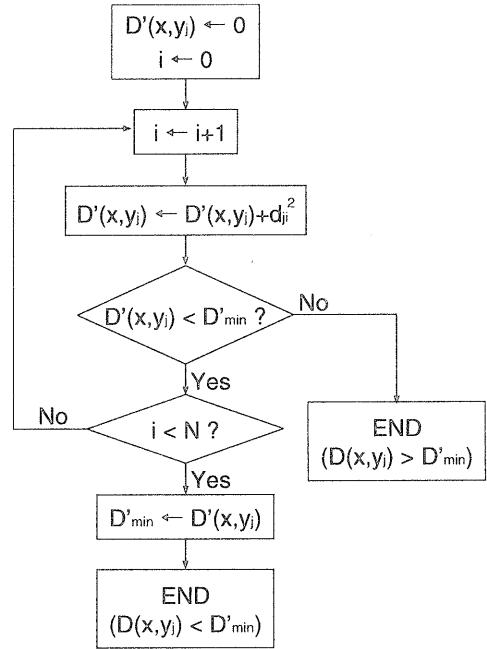 D'(x,yj) ← 0
i ← 0
i ← i+1
D'(x,yj) ← D'(x,yj)+dji²
D'(x,yj) < D'min ?
No
Yes
i < N ?
No
Yes
END
(D(x,yj) > D'min)
D'min ← D'(x,yj)
END
(D(x,yj) < D'min)